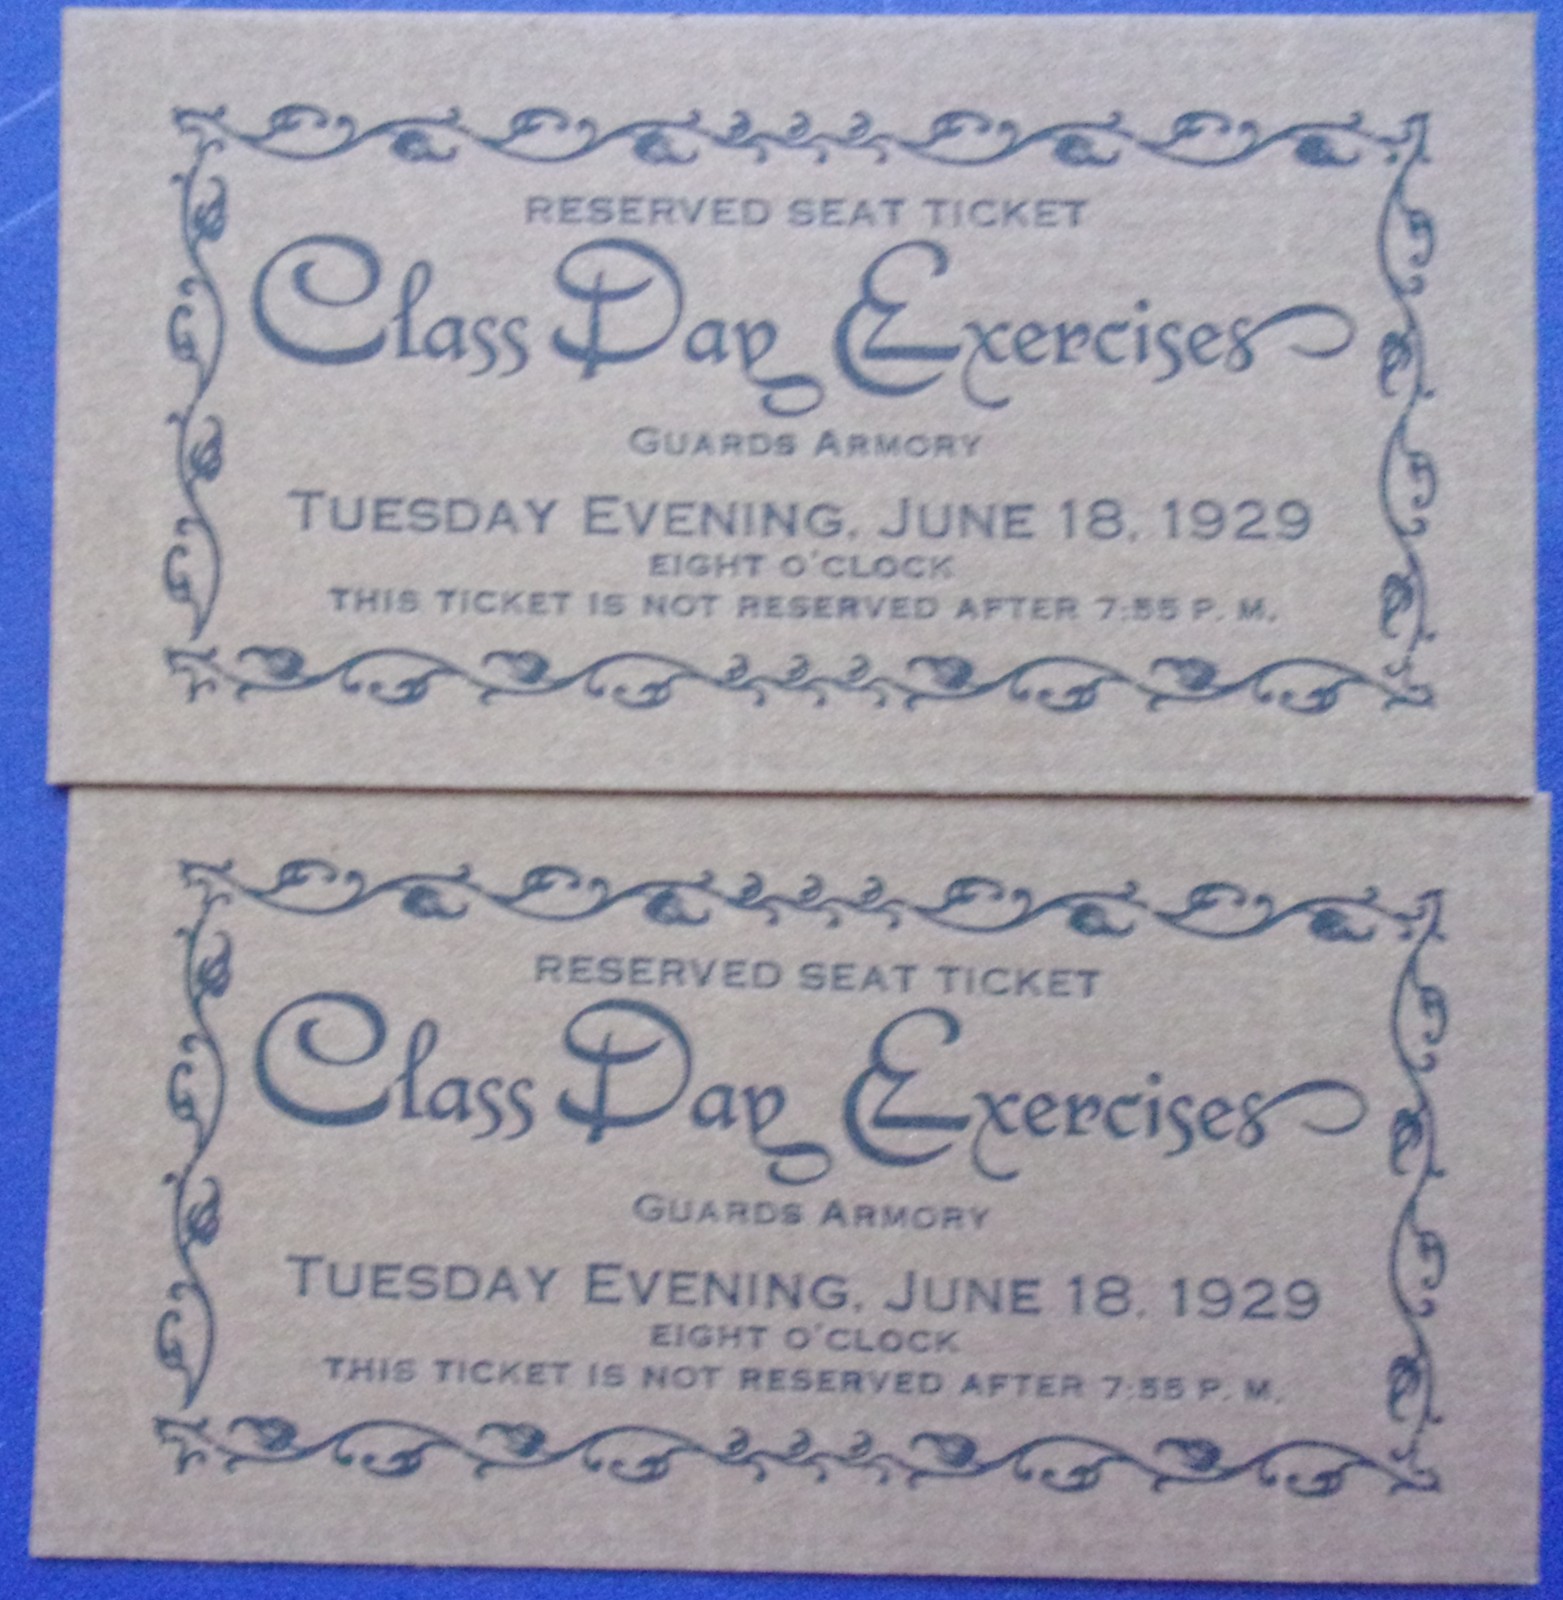 RESERVED SEAT TICKET
Class Day Exercises
GUARDS ARMORY
TUESDAY EVENING, JUNE 18, 1929
EIGHT O'CLOCK
THIS TICKET IS NOT RESERVED AFTER 7:55 P. M.
RESERVED SEAT TICKET
Class Day Exercises
GUARDS ARMORY
TUESDAY EVENING, JUNE 18, 1929
EIGHT O'CLOCK
THIS TICKET IS NOT RESERVED AFTER 7:55 P. M.